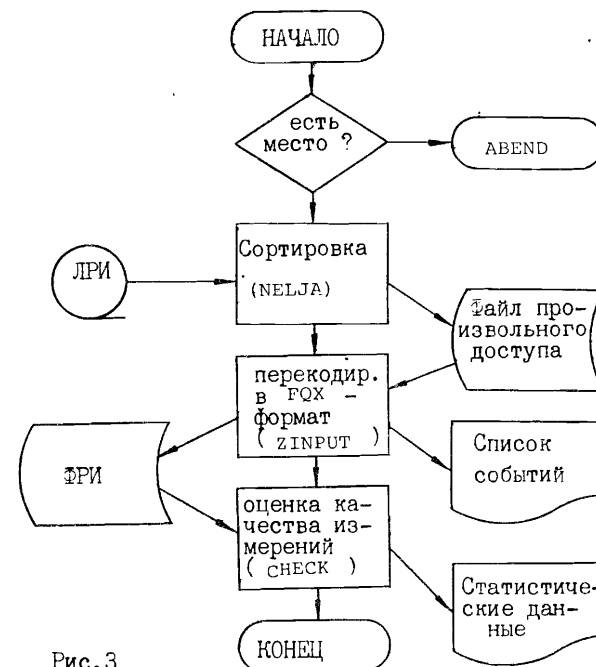 НАЧАЛО
есть
место ?
ABEND
Сортировка
(NELJA)
ЛРИ
Файл про-
извольного
доступа
перекодир.
в FQX -
формат
( ZINPUT )
Список
событий
ФРИ
оценка ка-
чества из-
мерений
( CHECK )
Статистиче-
ские дан-
ные
КОНЕЦ
Рис.3